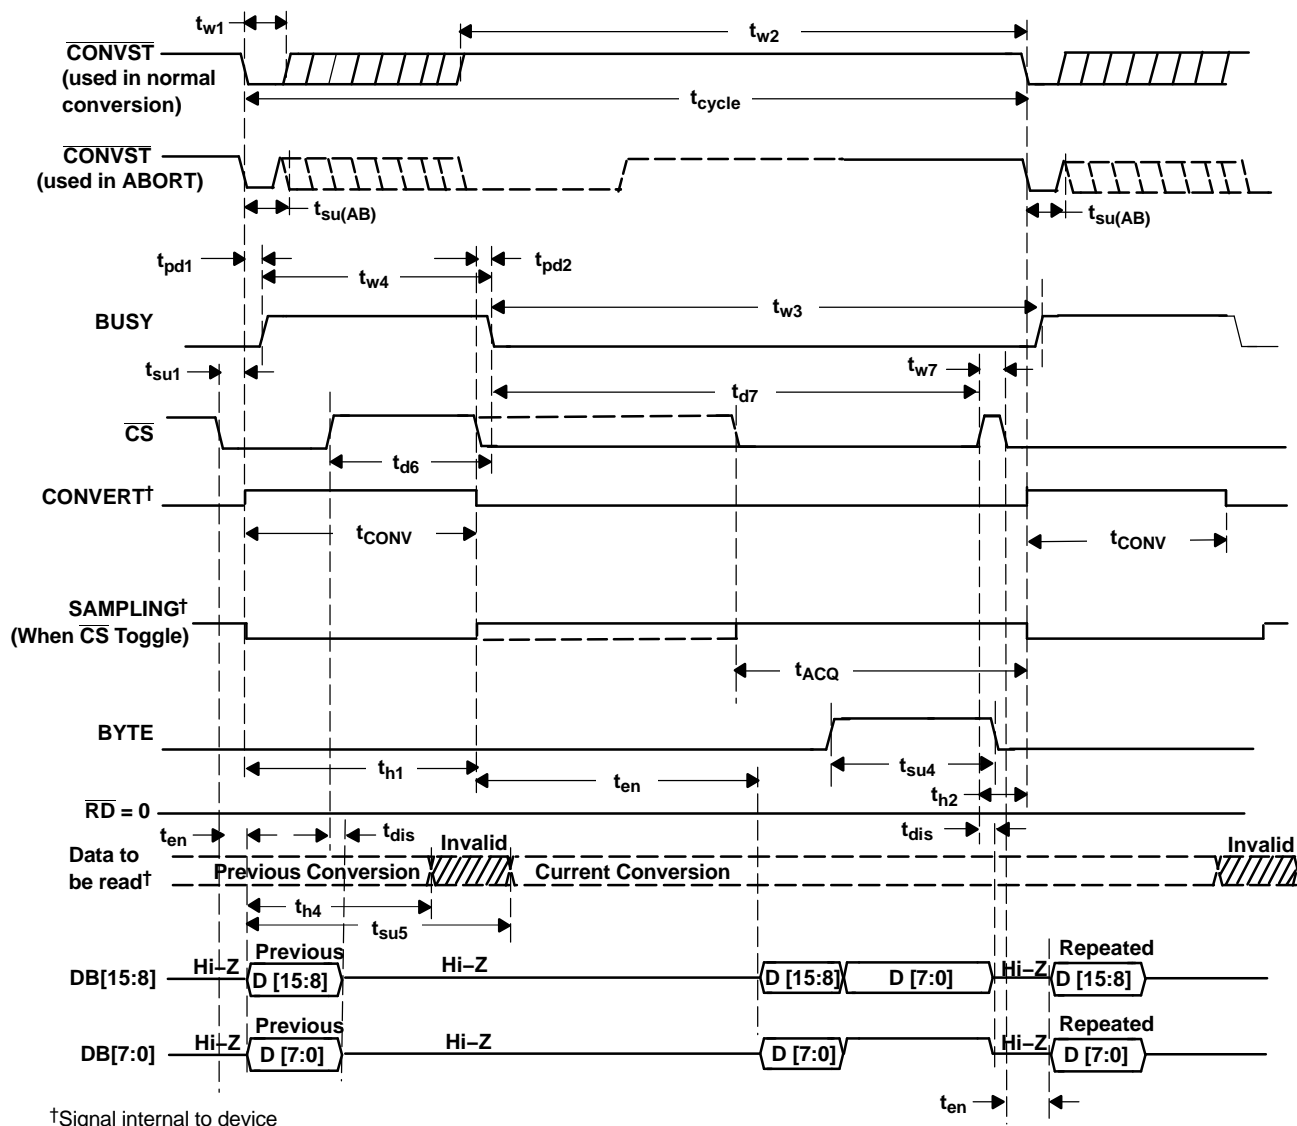 tw1
tw2
CONVST
(used in normal
conversion)
tcycle
CONVST
(used in ABORT)
tsu(AB)
tsu(AB)
tpd1
tw4
tpd2
tw3
BUSY
tsu1
tw7
td7
CS
td6
CONVERT†
tCONV
tCONV
SAMPLING†
(When CS Toggle)
tACQ
BYTE
th1
ten
tsu4
th2
RD = 0
ten
tdis
tdis
Data to
be read†
Invalid
Invalid
Previous Conversion
Current Conversion
th4
tsu5
Previous
Repeated
DB[15:8]
Hi–Z
D [15:8]
Hi–Z
D [15:8]
D [7:0]
Hi–Z
D [15:8]
Previous
Repeated
DB[7:0]
Hi–Z
D [7:0]
Hi–Z
D [7:0]
Hi–Z
D [7:0]
ten
†Signal internal to device